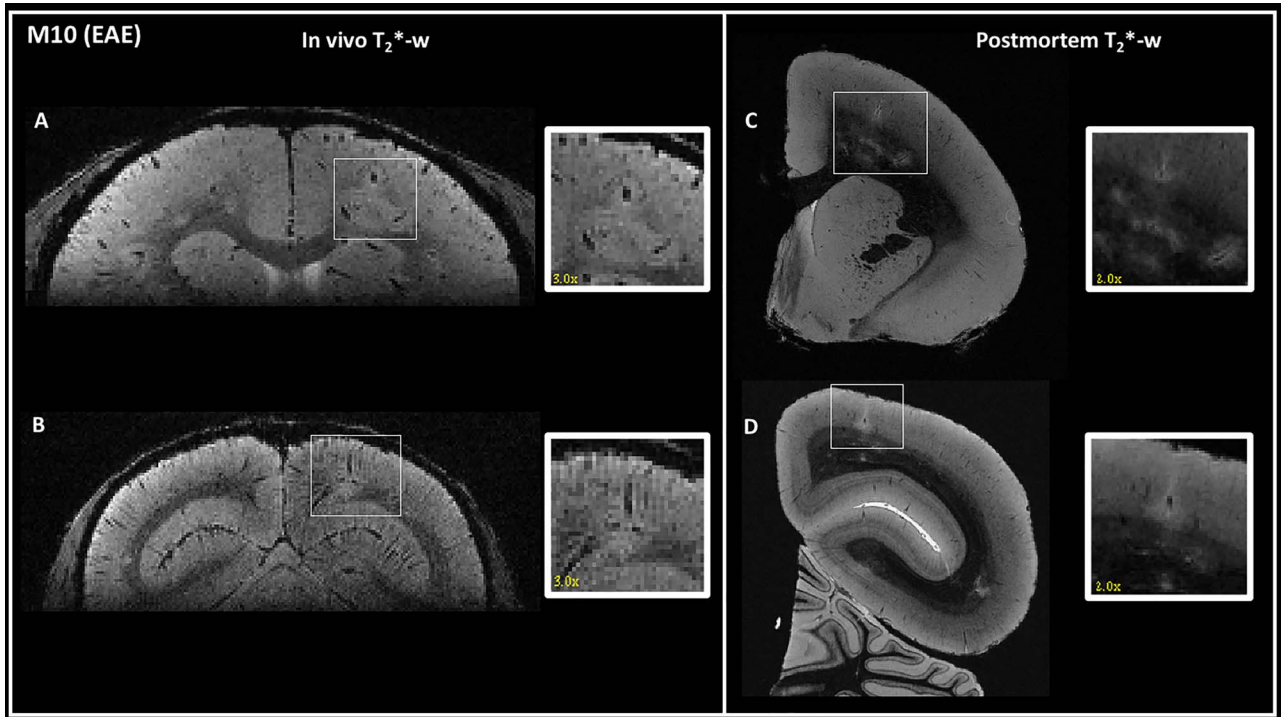 M10 (EAE)
In vivo T₂*-w
Postmortem T₂*-w
A
3.0x
C
2.0x
B
3.0x
D
2.0x